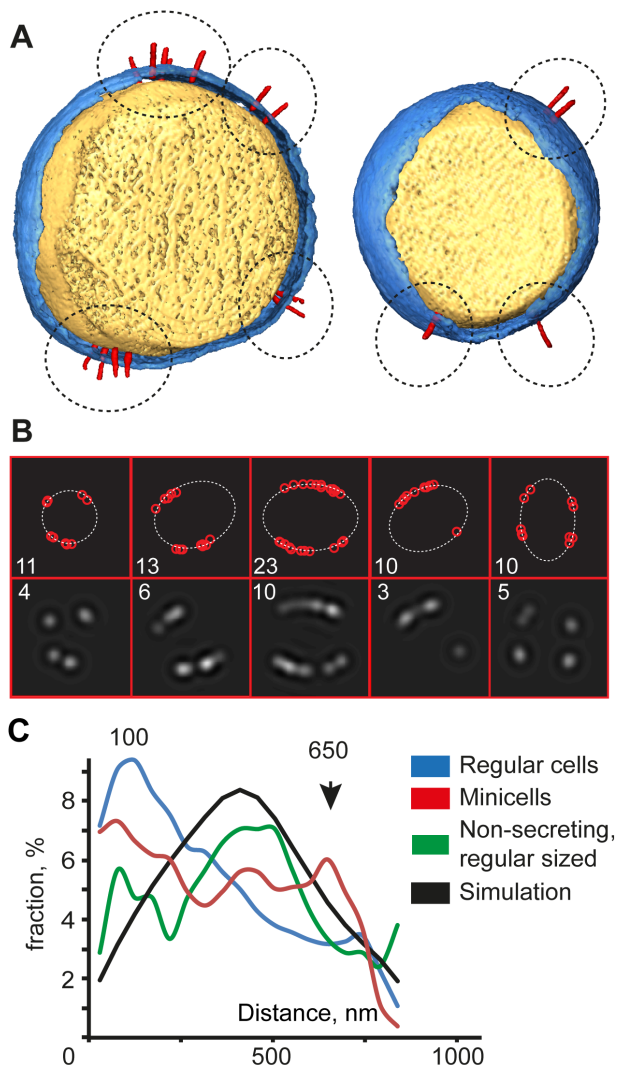 A
B
11
13
23
10
10
4
6
10
3
5
C
100
650
Regular cells
Minicells
Non-secreting,
regular sized
Simulation
fraction, %
8
6
4
2
Distance, nm
0
500
1000